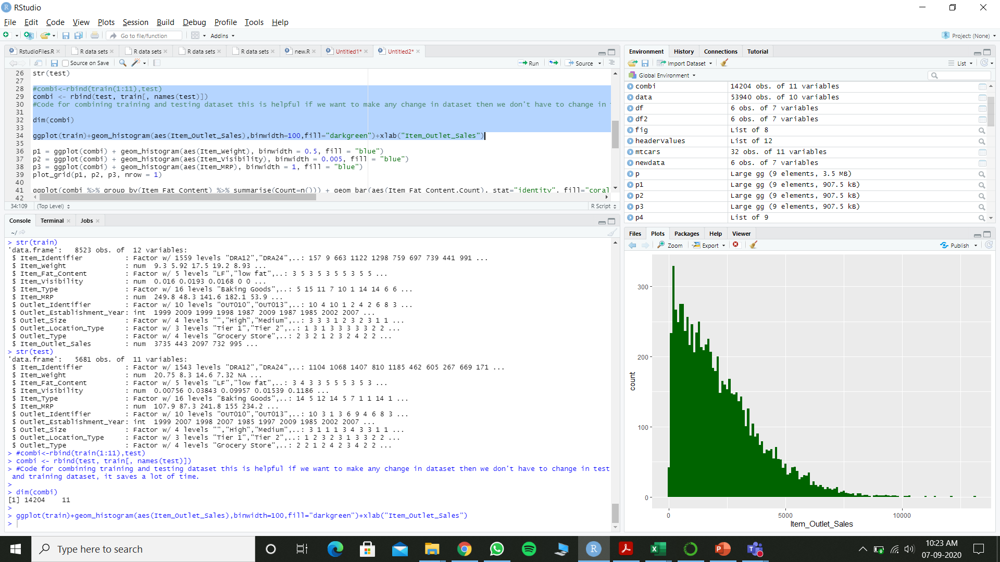 RStudio
File Edit Code View Plots Session Build Debug Profile Tools Help
Go to file/function
Addins
Project: (None)
RstudioFiles.R
R data sets
R data sets
R data sets
R data sets
new.R
Untitled1*
Untitled2*
Source on Save
Run
Source
26 str(test)
27
28 #combi<-rbind(train(1:11),test)
29 combi <- rbind(test, train[, names(test)])
30 #Code for combining training and testing dataset this is helpful if we want to make any change in dataset then we don't have to change in
31
32 dim(combi)
33
34 ggplot(train)+geom_histogram(aes(Item_Outlet_Sales),binwidth=100,fill="darkgreen")+xlab("Item_Outlet_Sales")
35
36 p1 = ggplot(combi) + geom_histogram(aes(Item_Weight), binwidth = 0.5, fill = "blue")
37 p2 = ggplot(combi) + geom_histogram(aes(Item_Visibility), binwidth = 0.005, fill = "blue")
38 p3 = ggplot(combi) + geom_histogram(aes(Item_MRP), binwidth = 1, fill = "blue")
39 plot_grid(p1, p2, p3, nrow = 1)
40
41 ggplot(combi %>% group_by(Item_Fat_Content) %>% summarise(Count=n())) + geom_bar(aes(Item_Fat_Content,Count), stat="identity", fill="coral
42
34:109 (Top Level) R Script
Console Terminal Jobs
~/
> str(train)
'data.frame': 8523 obs. of 12 variables:
$ Item_Identifier : Factor w/ 1559 levels "DRA12","DRA24",..: 157 9 663 1122 1298 759 697 739 441 991 ...
$ Item_Weight : num 9.3 5.92 17.5 19.2 8.93 ...
$ Item_Fat_Content : Factor w/ 5 levels "LF","low fat",..: 3 5 3 5 3 5 5 3 5 5 ...
$ Item_Visibility : num 0.016 0.0193 0.0168 0 0 ...
$ Item_Type : Factor w/ 16 levels "Baking Goods",..: 5 15 11 7 10 1 14 14 6 6 ...
$ Item_MRP : num 249.8 48.3 141.6 182.1 53.9 ...
$ Outlet_Identifier : Factor w/ 10 levels "OUT010","OUT013",..: 10 4 10 1 2 4 2 6 8 3 ...
$ Outlet_Establishment_Year: int 1999 2009 1999 1998 1987 2009 1987 1985 2002 2007 ...
$ Outlet_Size : Factor w/ 4 levels "","High","Medium",..: 3 3 3 1 2 3 2 3 1 1 ...
$ Outlet_Location_Type : Factor w/ 3 levels "Tier 1","Tier 2",..: 1 3 1 3 3 3 3 3 2 2 ...
$ Outlet_Type : Factor w/ 4 levels "Grocery Store",..: 2 3 2 1 2 3 2 4 2 2 ...
$ Item_Outlet_Sales : num 3735 443 2097 732 995 ...
> str(test)
'data.frame': 5681 obs. of 11 variables:
$ Item_Identifier : Factor w/ 1543 levels "DRA12","DRA24",..: 1104 1068 1407 810 1185 462 605 267 669 171 ...
$ Item_Weight : num 20.75 8.3 14.6 7.32 NA ...
$ Item_Fat_Content : Factor w/ 5 levels "LF","low fat",..: 3 4 3 3 5 5 5 3 5 3 ...
$ Item_Visibility : num 0.00756 0.03843 0.09957 0.01539 0.1186 ...
$ Item_Type : Factor w/ 16 levels "Baking Goods",..: 14 5 12 14 5 7 1 1 14 1 ...
$ Item_MRP : num 107.9 87.3 241.8 155 234.2 ...
$ Outlet_Identifier : Factor w/ 10 levels "OUT010","OUT013",..: 10 3 1 3 6 9 4 6 8 3 ...
$ Outlet_Establishment_Year: int 1999 2007 1998 2007 1985 1997 2009 1985 2002 2007 ...
$ Outlet_Size : Factor w/ 4 levels "","High","Medium",..: 3 1 1 1 3 4 3 3 1 1 ...
$ Outlet_Location_Type : Factor w/ 3 levels "Tier 1","Tier 2",..: 1 2 3 2 3 1 3 3 2 2 ...
$ Outlet_Type : Factor w/ 4 levels "Grocery Store",..: 2 2 1 2 4 2 3 4 2 2 ...
> #combi<-rbind(train(1:11),test)
> combi <- rbind(test, train[, names(test)])
> #Code for combining training and testing dataset this is helpful if we want to make any change in dataset then we don't have to change in test
and training dataset, it saves a lot of time.
>
> dim(combi)
[1] 14204 11
>
> ggplot(train)+geom_histogram(aes(Item_Outlet_Sales),binwidth=100,fill="darkgreen")+xlab("Item_Outlet_Sales")
>
Environment History Connections Tutorial
Import Dataset
List
Global Environment
combi 14204 obs. of 11 variables
data 53940 obs. of 10 variables
df 6 obs. of 7 variables
df2 6 obs. of 7 variables
fig List of 8
headerValues List of 12
mtcars 32 obs. of 11 variables
newdata 6 obs. of 7 variables
p Large gg (9 elements, 3.5 MB)
p1 Large gg (9 elements, 907.5 kB)
p2 Large gg (9 elements, 907.5 kB)
p3 Large gg (9 elements, 907.5 kB)
p4 List of 9
Files Plots Packages Help Viewer
Zoom Export Publish
300
200
100
0
count
0 5000 10000
Item_Outlet_Sales
Type here to search
10:23 AM
07-09-2020